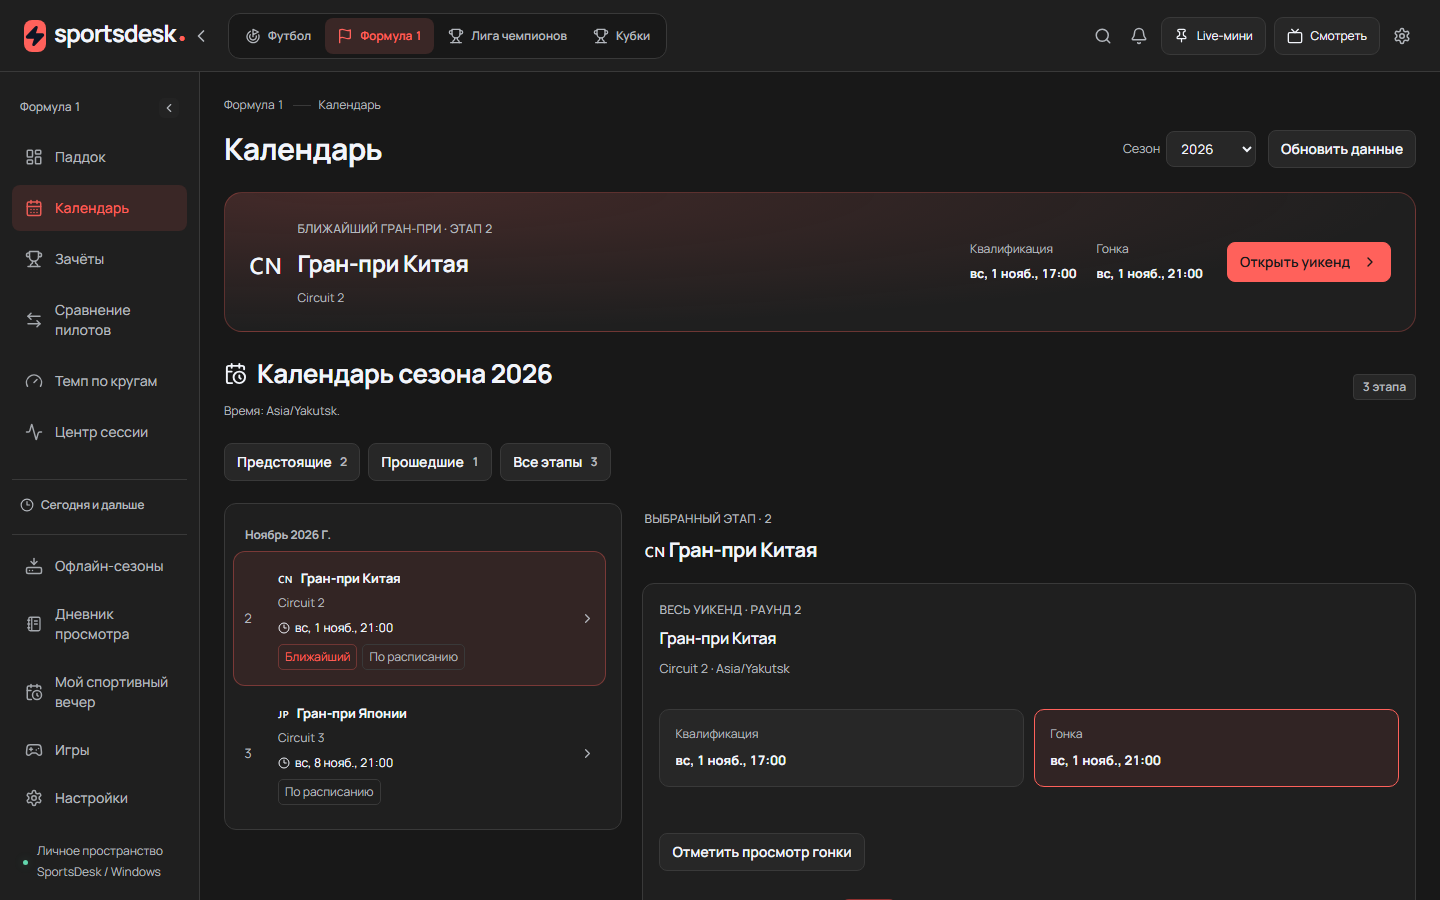 sportsdesk.
Футбол
Формула 1
Лига чемпионов
Кубки
Live-мини
Смотреть
Формула 1
Паддок
Календарь
Зачёты
Сравнение
пилотов
Темп по кругам
Центр сессии
Сегодня и дальше
Офлайн-сезоны
Дневник
просмотра
Мой спортивный
вечер
Игры
Настройки
Личное пространство
SportsDesk / Windows
Формула 1 — Календарь
Календарь
Сезон
2026
Обновить данные
БЛИЖАЙШИЙ ГРАН-ПРИ · ЭТАП 2
CN Гран-при Китая
Circuit 2
Квалификация
вс, 1 нояб., 17:00
Гонка
вс, 1 нояб., 21:00
Открыть уикенд
Календарь сезона 2026
Время: Asia/Yakutsk.
3 этапа
Предстоящие 2
Прошедшие 1
Все этапы 3
Ноябрь 2026 Г.
2
CN Гран-при Китая
Circuit 2
вс, 1 нояб., 21:00
Ближайший
По расписанию
3
JP Гран-при Японии
Circuit 3
вс, 8 нояб., 21:00
По расписанию
ВЫБРАННЫЙ ЭТАП · 2
CN Гран-при Китая
ВЕСЬ УИКЕНД · РАУНД 2
Гран-при Китая
Circuit 2 · Asia/Yakutsk
Квалификация
вс, 1 нояб., 17:00
Гонка
вс, 1 нояб., 21:00
Отметить просмотр гонки